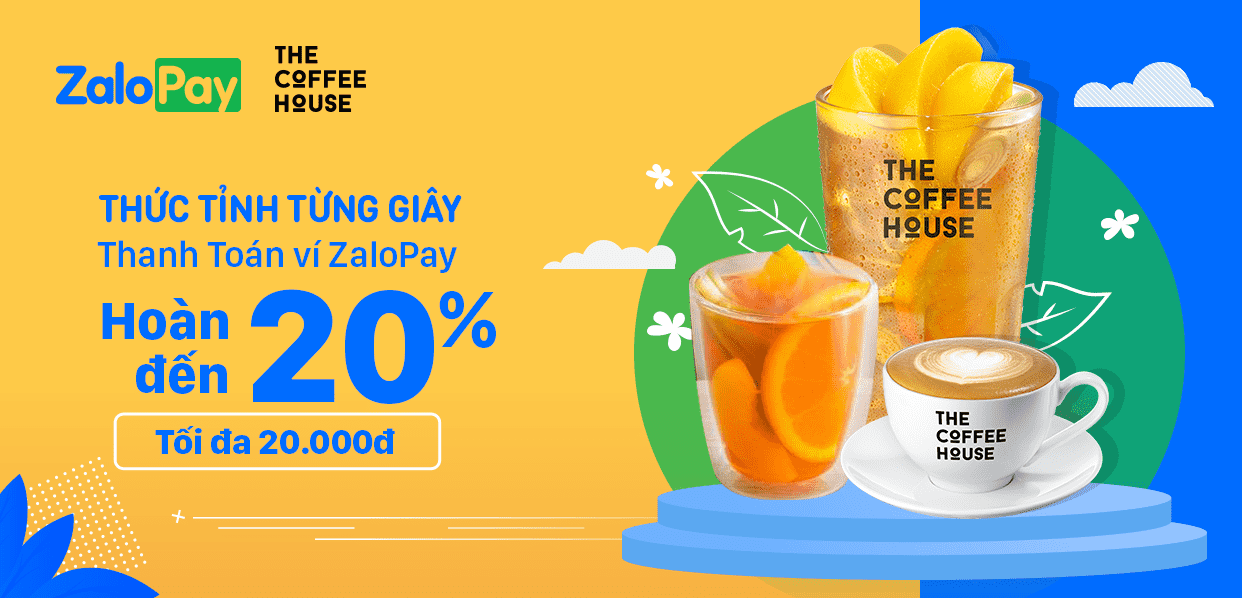 ZaloPay
THE
COFFEE
HOUSE
THỨC TỈNH TỪNG GIÂY
Thanh Toán ví ZaloPay
Hoàn
đến
20%
Tối đa 20.000đ
THE
COFFEE
HOUSE
THE
COFFEE
HOUSE